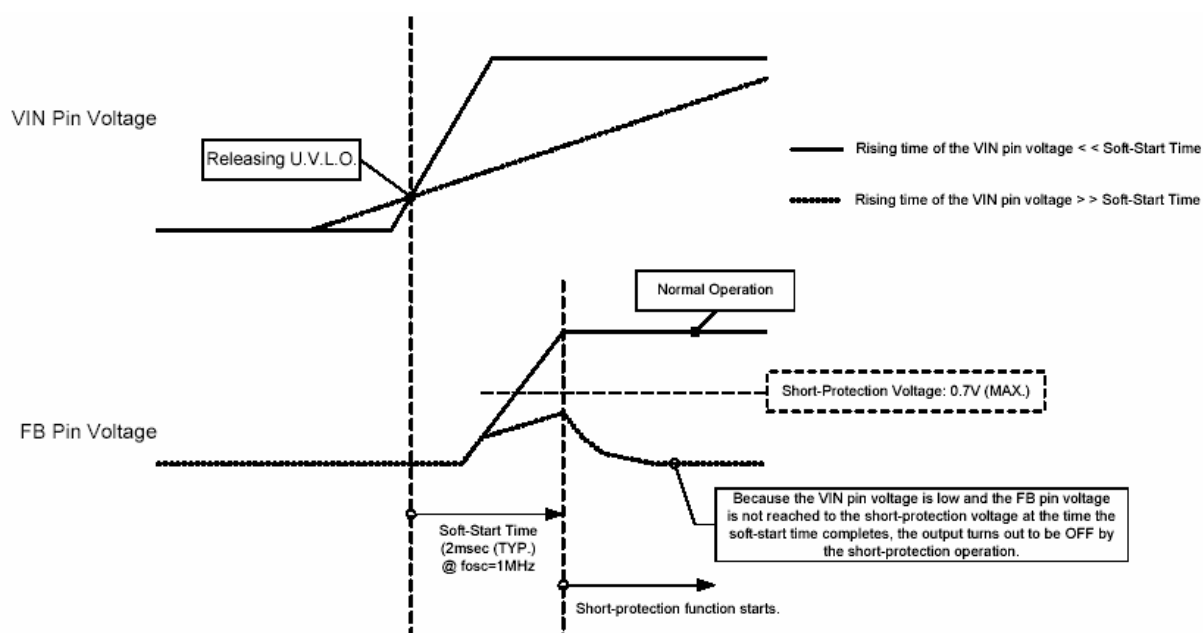 VIN Pin Voltage
Releasing U.V.L.O.
Rising time of the VIN pin voltage < < Soft-Start Time
Rising time of the VIN pin voltage > > Soft-Start Time
Normal Operation
Short-Protection Voltage: 0.7V (MAX.)
FB Pin Voltage
Because the VIN pin voltage is low and the FB pin voltage
is not reached to the short-protection voltage at the time the
soft-start time completes, the output turns out to be OFF by
the short-protection operation.
Soft-Start Time
(2msec (TYP.)
@ fosc=1MHz
Short-protection function starts.